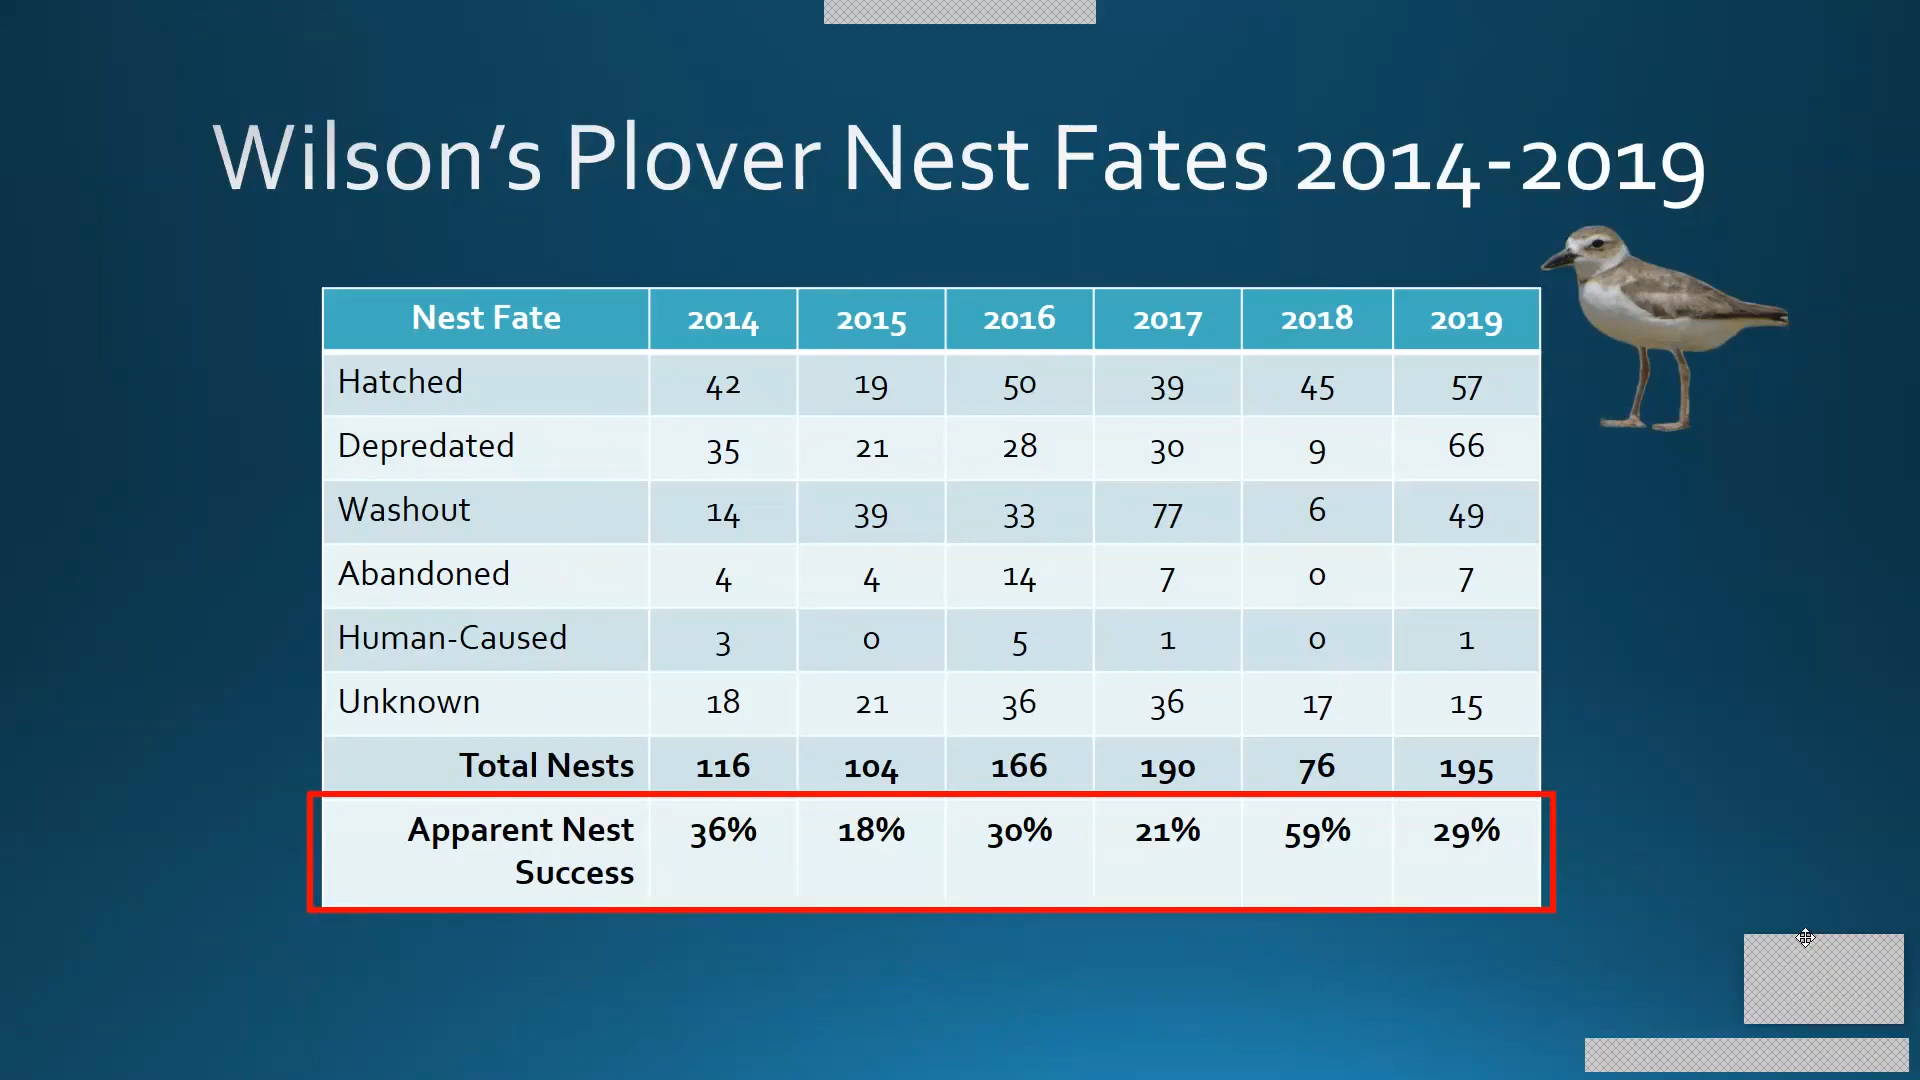 Wilson's Plover Nest Fates 2014-2019
Nest Fate 2014 2015 2016 2017 2018 2019
Hatched 42 19 50 39 45 57
Depredated 35 21 28 30 9 66
Washout 14 39 33 77 6 49
Abandoned 4 4 14 7 0 7
Human-Caused 3 0 5 1 0 1
Unknown 18 21 36 36 17 15
Total Nests 116 104 166 190 76 195
Apparent Nest 36% 18% 30% 21% 59% 29%
Success